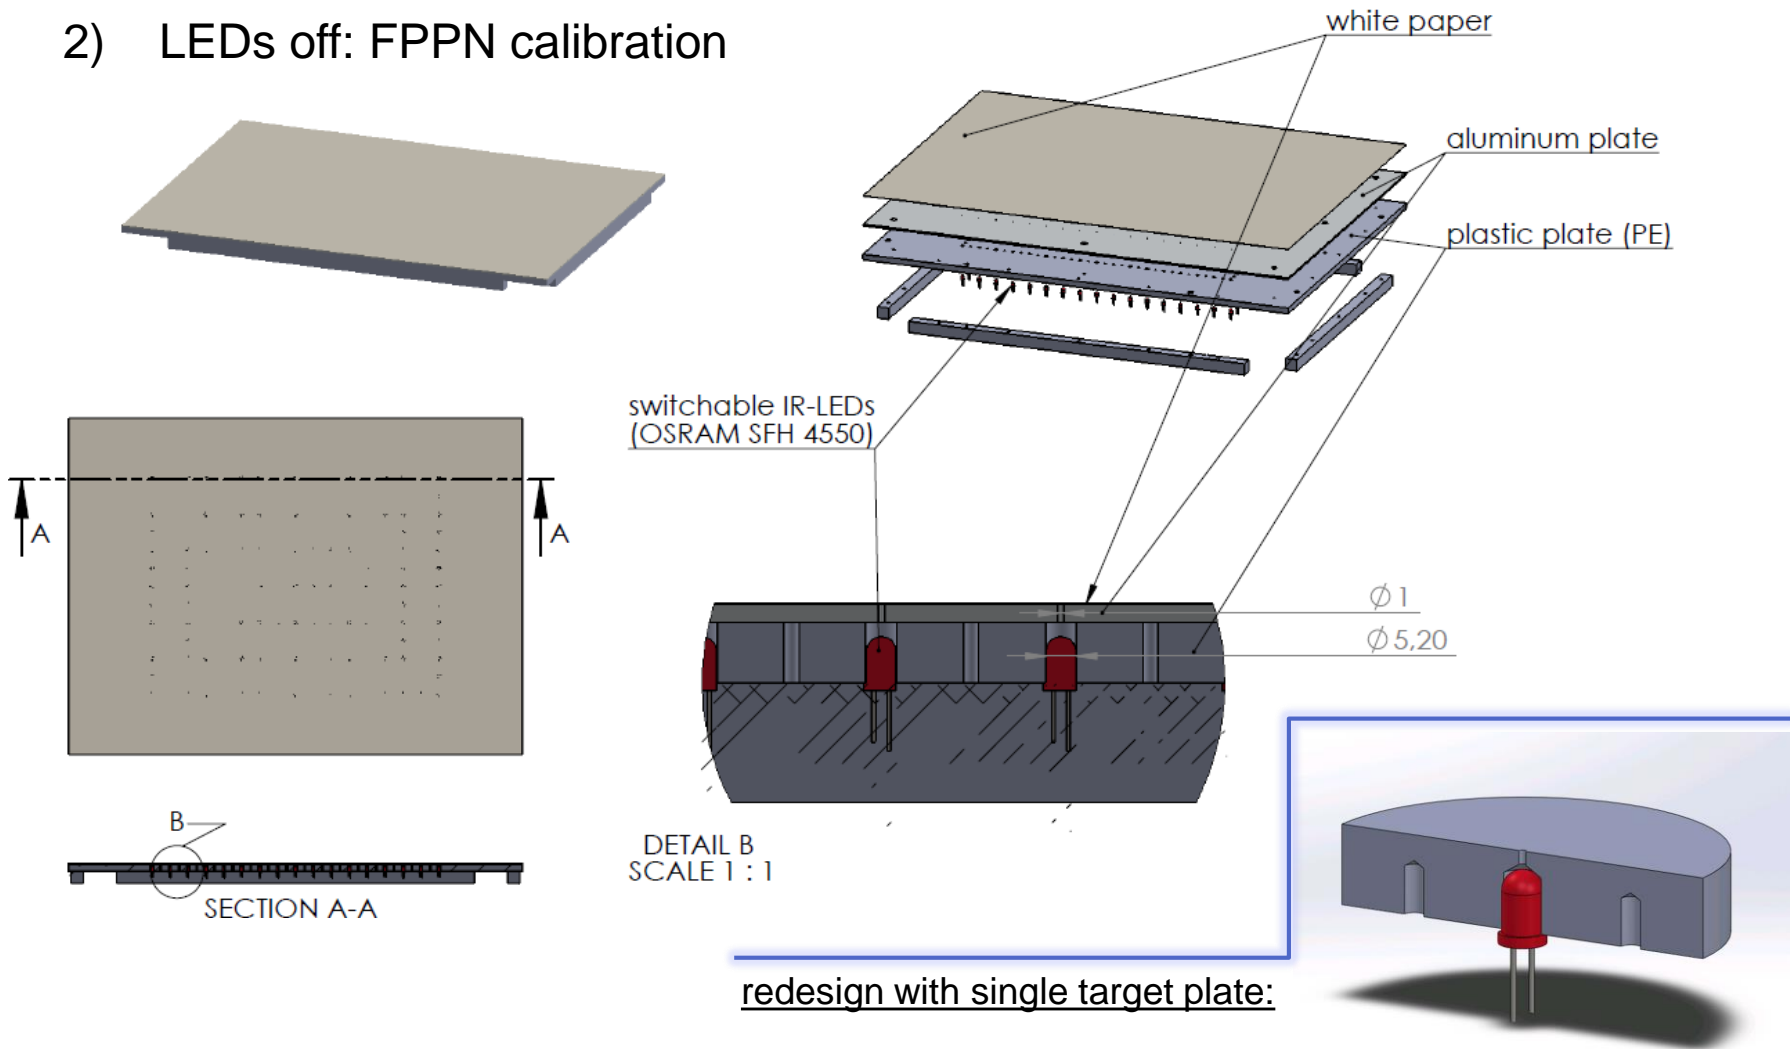 2) LEDs off: FPPN calibration
white paper
aluminum plate
plastic plate (PE)
switchable IR-LEDs
(OSRAM SFH 4550)
A
A
∅1
∅5,20
B
DETAIL B
SCALE 1 : 1
SECTION A-A
redesign with single target plate: